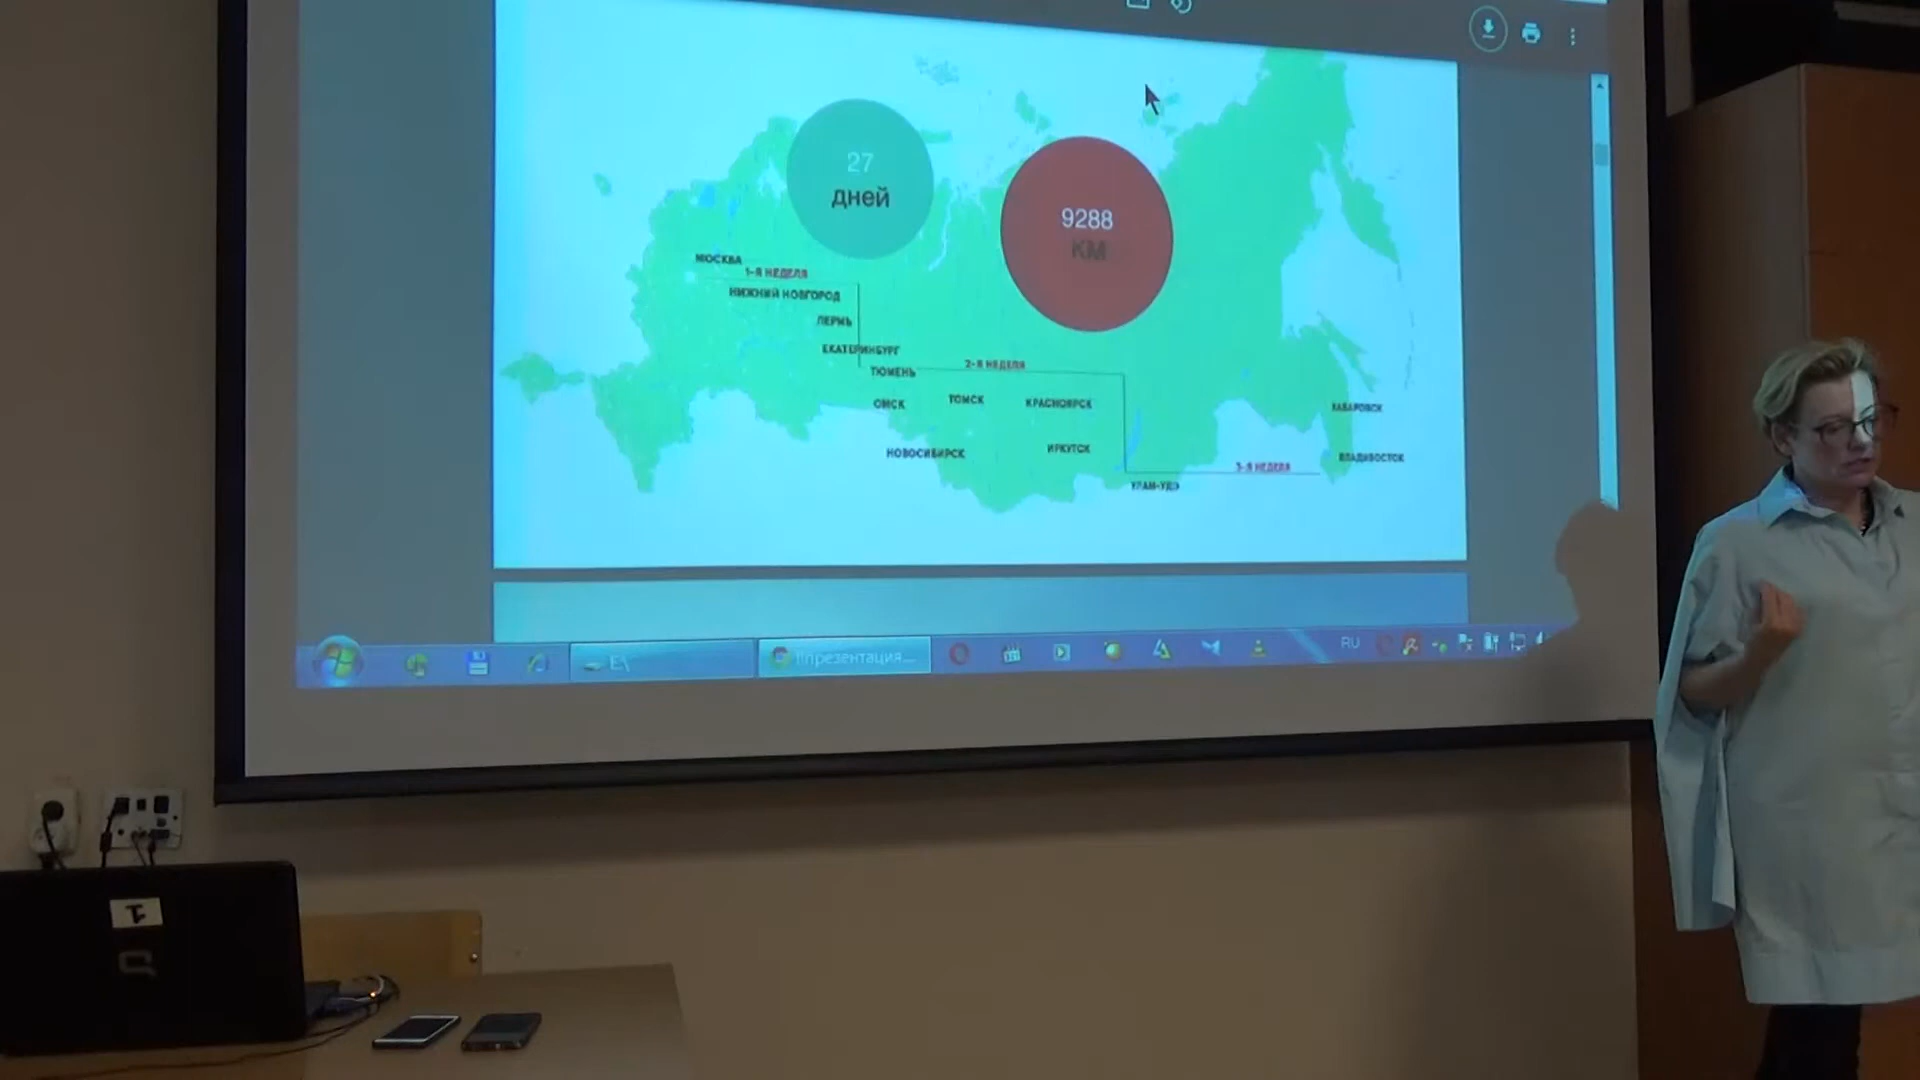 27
дней
9288
КМ
МОСКВА
1-Я НЕДЕЛЯ
НИЖНИЙ НОВГОРОД
ПЕРМЬ
ЕКАТЕРИНБУРГ
2-Я НЕДЕЛЯ
ТЮМЕНЬ
ОМСК
ТОМСК
КРАСНОЯРСК
ХАБАРОВСК
НОВОСИБИРСК
ИРКУТСК
ВЛАДИВОСТОК
3-Я НЕДЕЛЯ
УЛАН-УДЭ
E:\
!!презентация...
RU
1